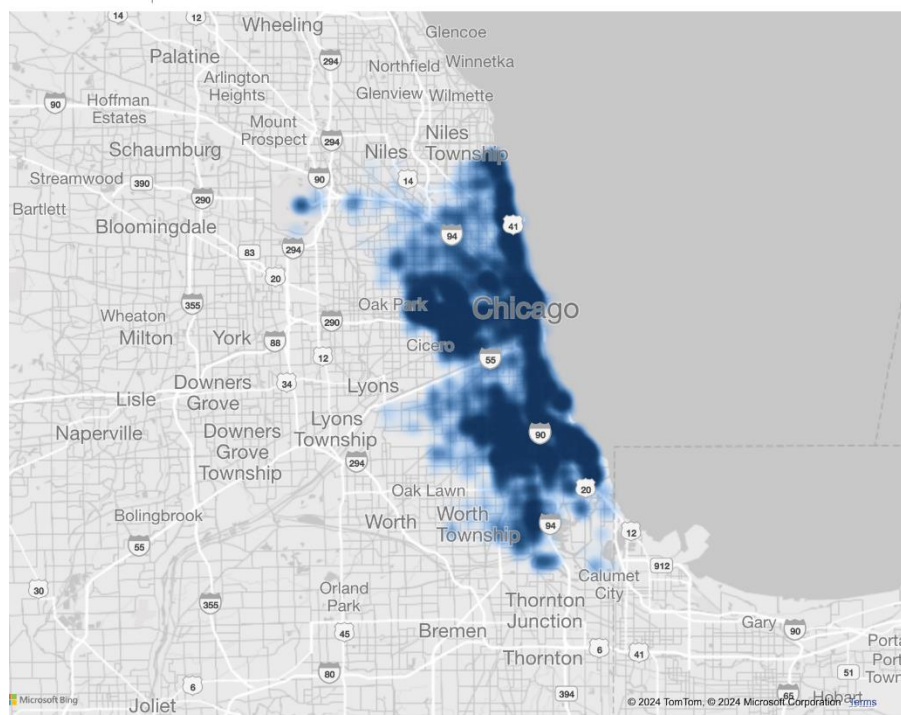 14
12
Wheeling
Glencoe
294
Palatine
Northfield
Winnetka
Arlington
Heights
Glenview
Wilmette
90
Hoffman
Estates
Mount
Prospect
294
Niles
Township
Schaumburg
Niles
Streamwood
390
290
90
14
Bartlett
Bloomingdale
41
94
83
294
20
355
Oak Park
Chicago
Wheaton
Milton
York
290
Cicero
88
12
55
Downers
Grove
34
Lyons
Lisle
Naperville
Lyons
Township
90
Downers
Grove
Township
294
Oak Lawn
20
Bolingbrook
Worth
Worth
Township
94
55
12
912
Calumet
City
30
355
Orland
Park
Thornton
Junction
45
Bremen
Gary
90
6
41
Thornton
Porta
Port
Town
51
80
6
394
65
Hobart
Joliet
Microsoft Bing
© 2024 TomTom, © 2024 Microsoft Corporation Terms